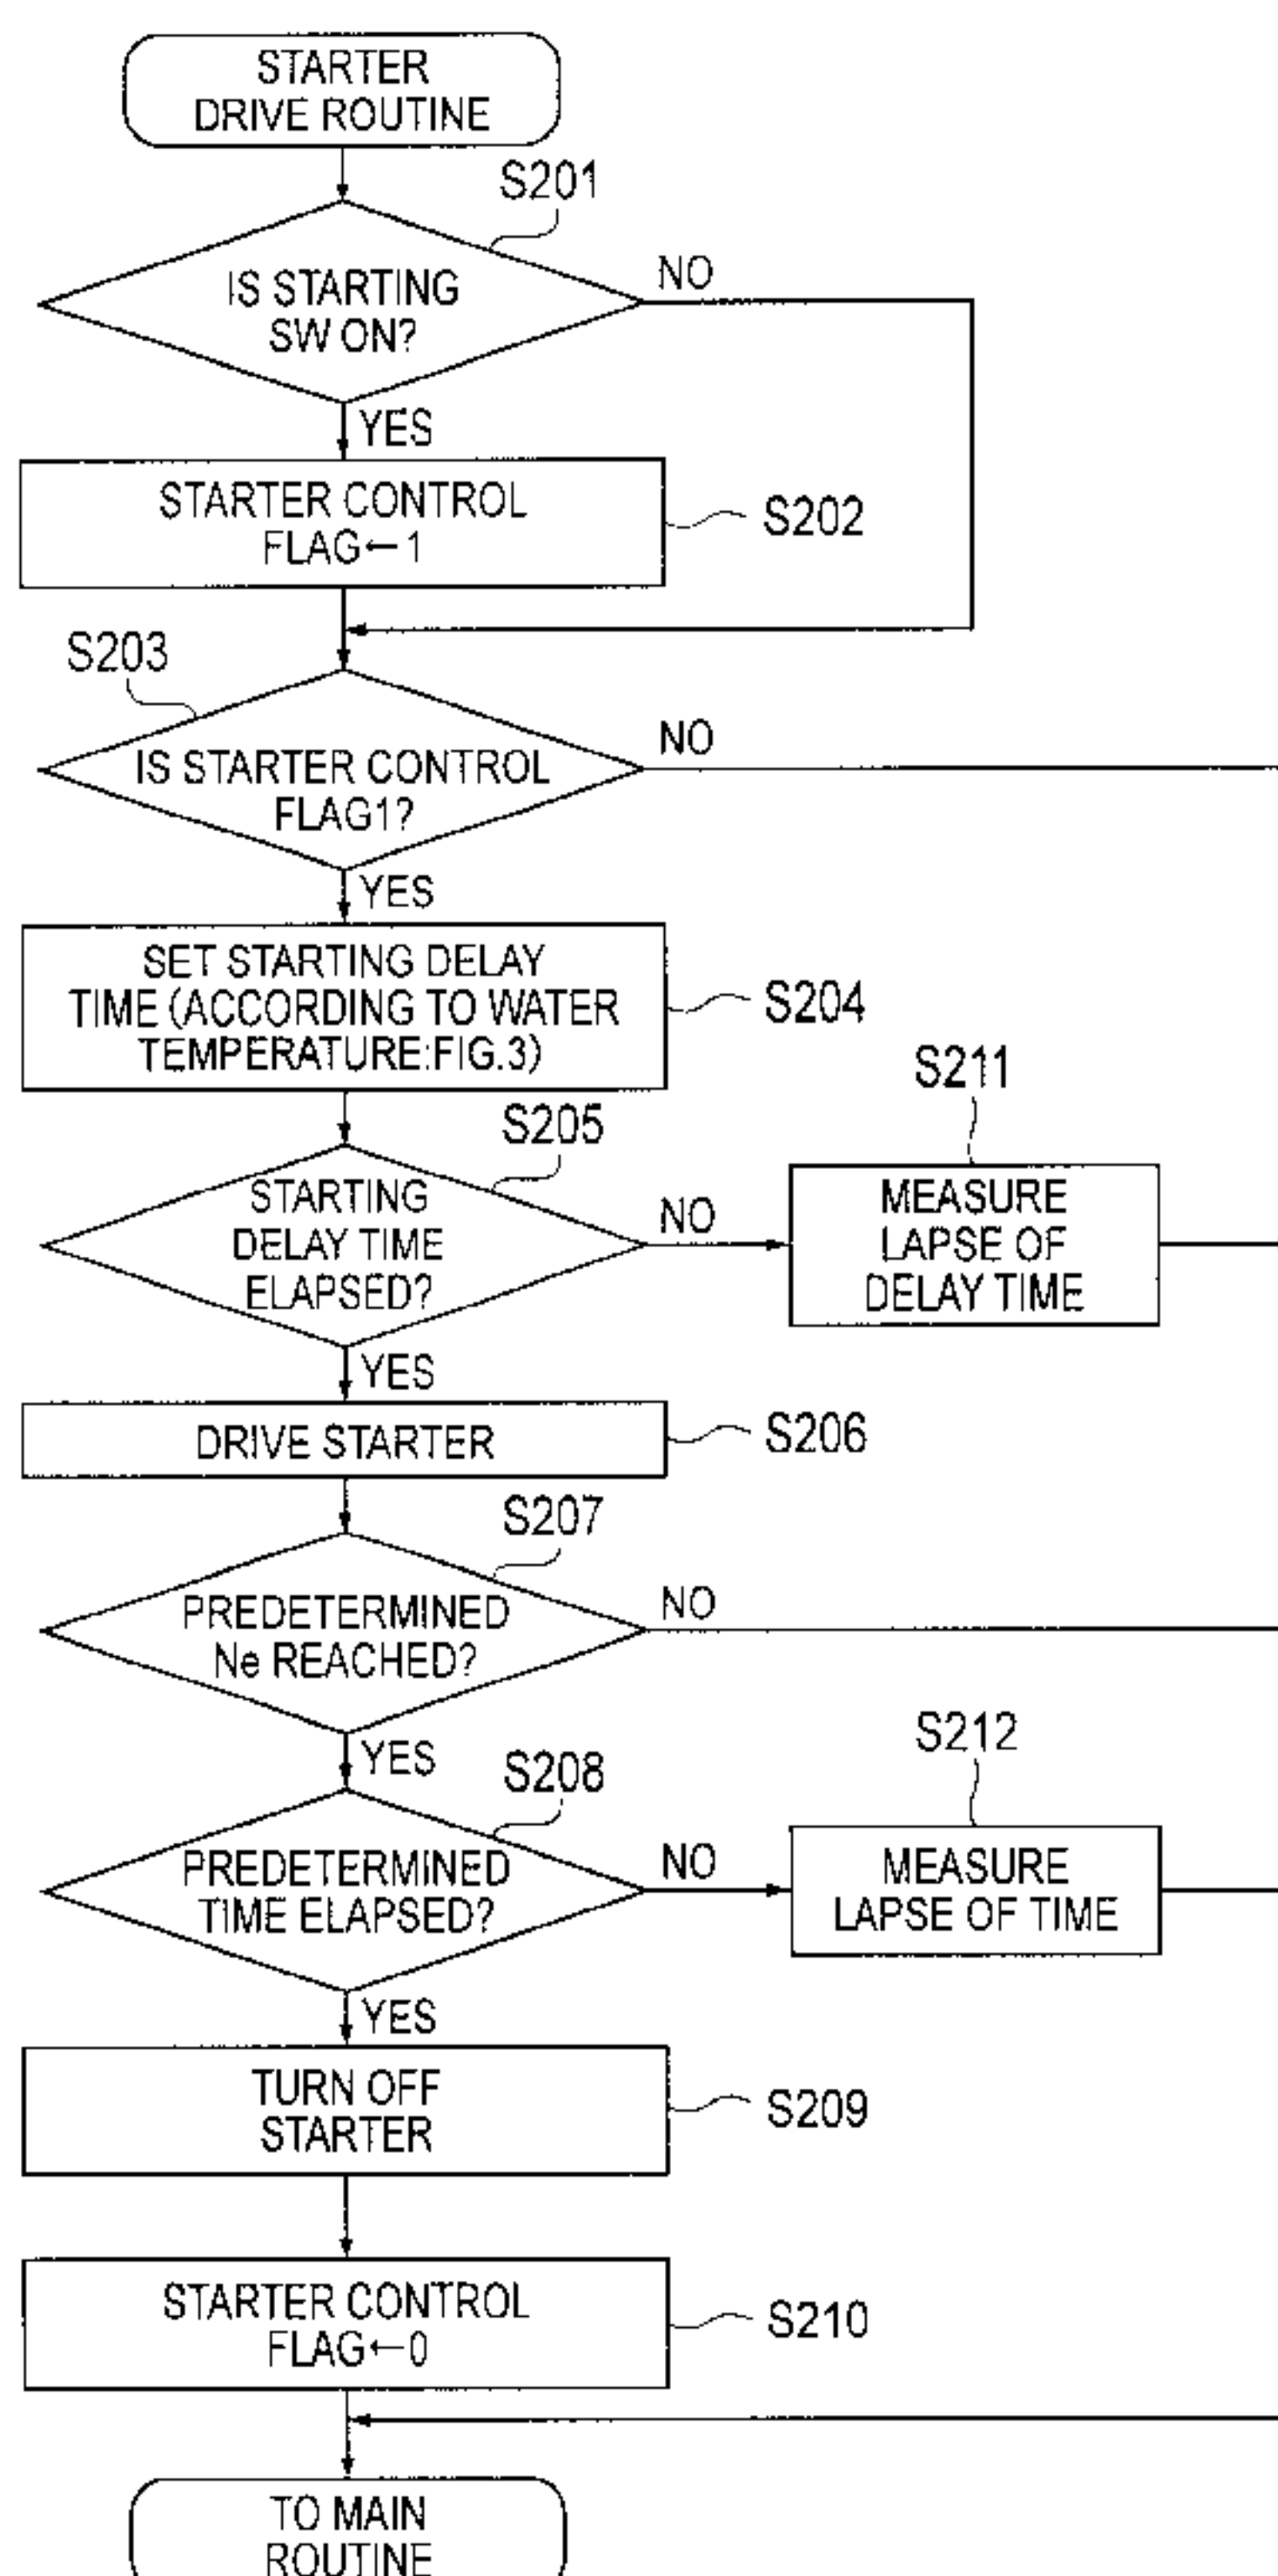 STARTER
DRIVE ROUTINE
S201
IS STARTING
SW ON?
NO
YES
STARTER CONTROL
FLAG←1
S202
S203
IS STARTER CONTROL
FLAG1?
NO
YES
SET STARTING DELAY
TIME (ACCORDING TO WATER
TEMPERATURE:FIG.3)
S204
S205
STARTING
DELAY TIME
ELAPSED?
NO
S211
MEASURE
LAPSE OF
DELAY TIME
YES
DRIVE STARTER
S206
S207
PREDETERMINED
Ne REACHED?
NO
YES
S208
PREDETERMINED
TIME ELAPSED?
NO
S212
MEASURE
LAPSE OF TIME
YES
TURN OFF
STARTER
S209
STARTER CONTROL
FLAG←0
S210
TO MAIN
ROUTINE